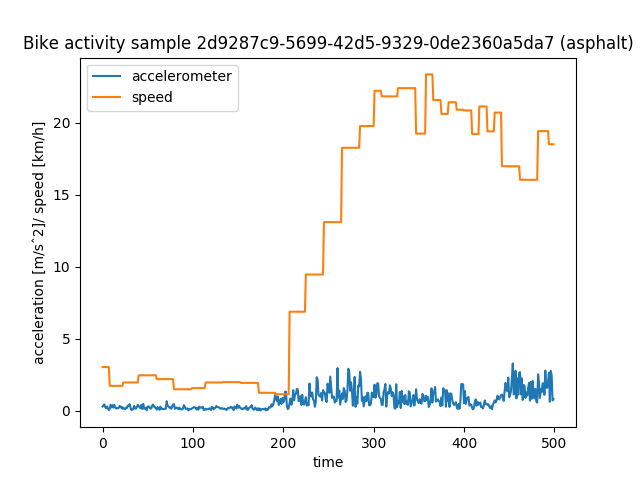 Bike activity sample 2d9287c9-5699-42d5-9329-0de2360a5da7 (asphalt)
accelerometer
speed
acceleration [m/sˆ2]/ speed [km/h]
20
15
10
5
0
0 100 200 300 400 500
time